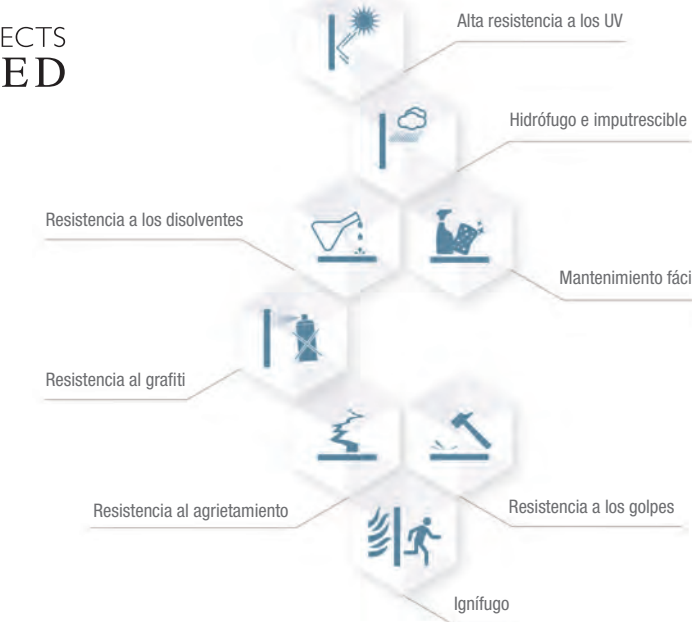 ECTS
ED
Alta resistencia a los UV
Hidrófugo e imputrescible
Resistencia a los disolventes
Mantenimiento fáci
Resistencia al grafiti
Resistencia al agrietamiento
Resistencia a los golpes
Ignífugo